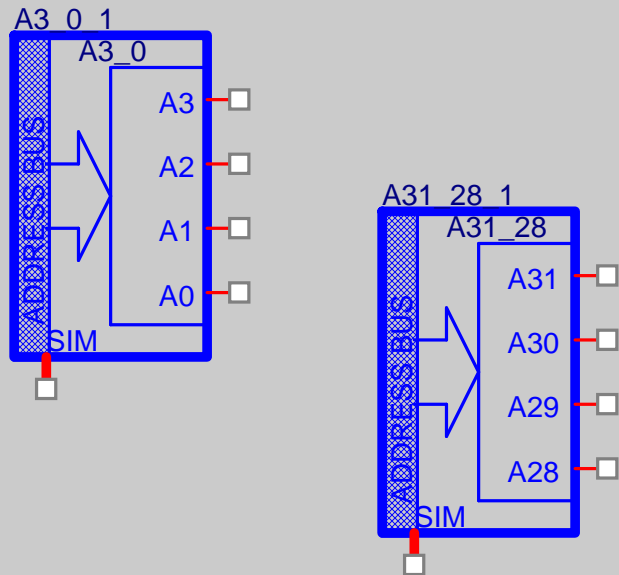 A3_0_1
A3_0
ADDRESS BUS
A3
A2
A1
A0
SIM
A31_28_1
A31_28
ADDRESS BUS
A31
A30
A29
A28
SIM